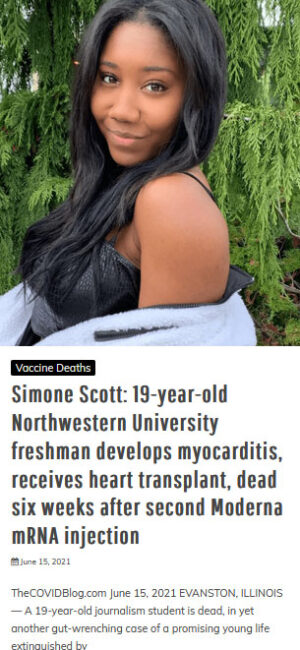 Vaccine Deaths
Simone Scott: 19-year-old
Northwestern University
freshman develops myocarditis,
receives heart transplant, dead
six weeks after second Moderna
mRNA injection
June 15, 2021
TheCOVIDBlog.com June 15, 2021 EVANSTON, ILLINOIS
— A 19-year-old journalism student is dead, in yet
another gut-wrenching case of a promising young life
extinguished by